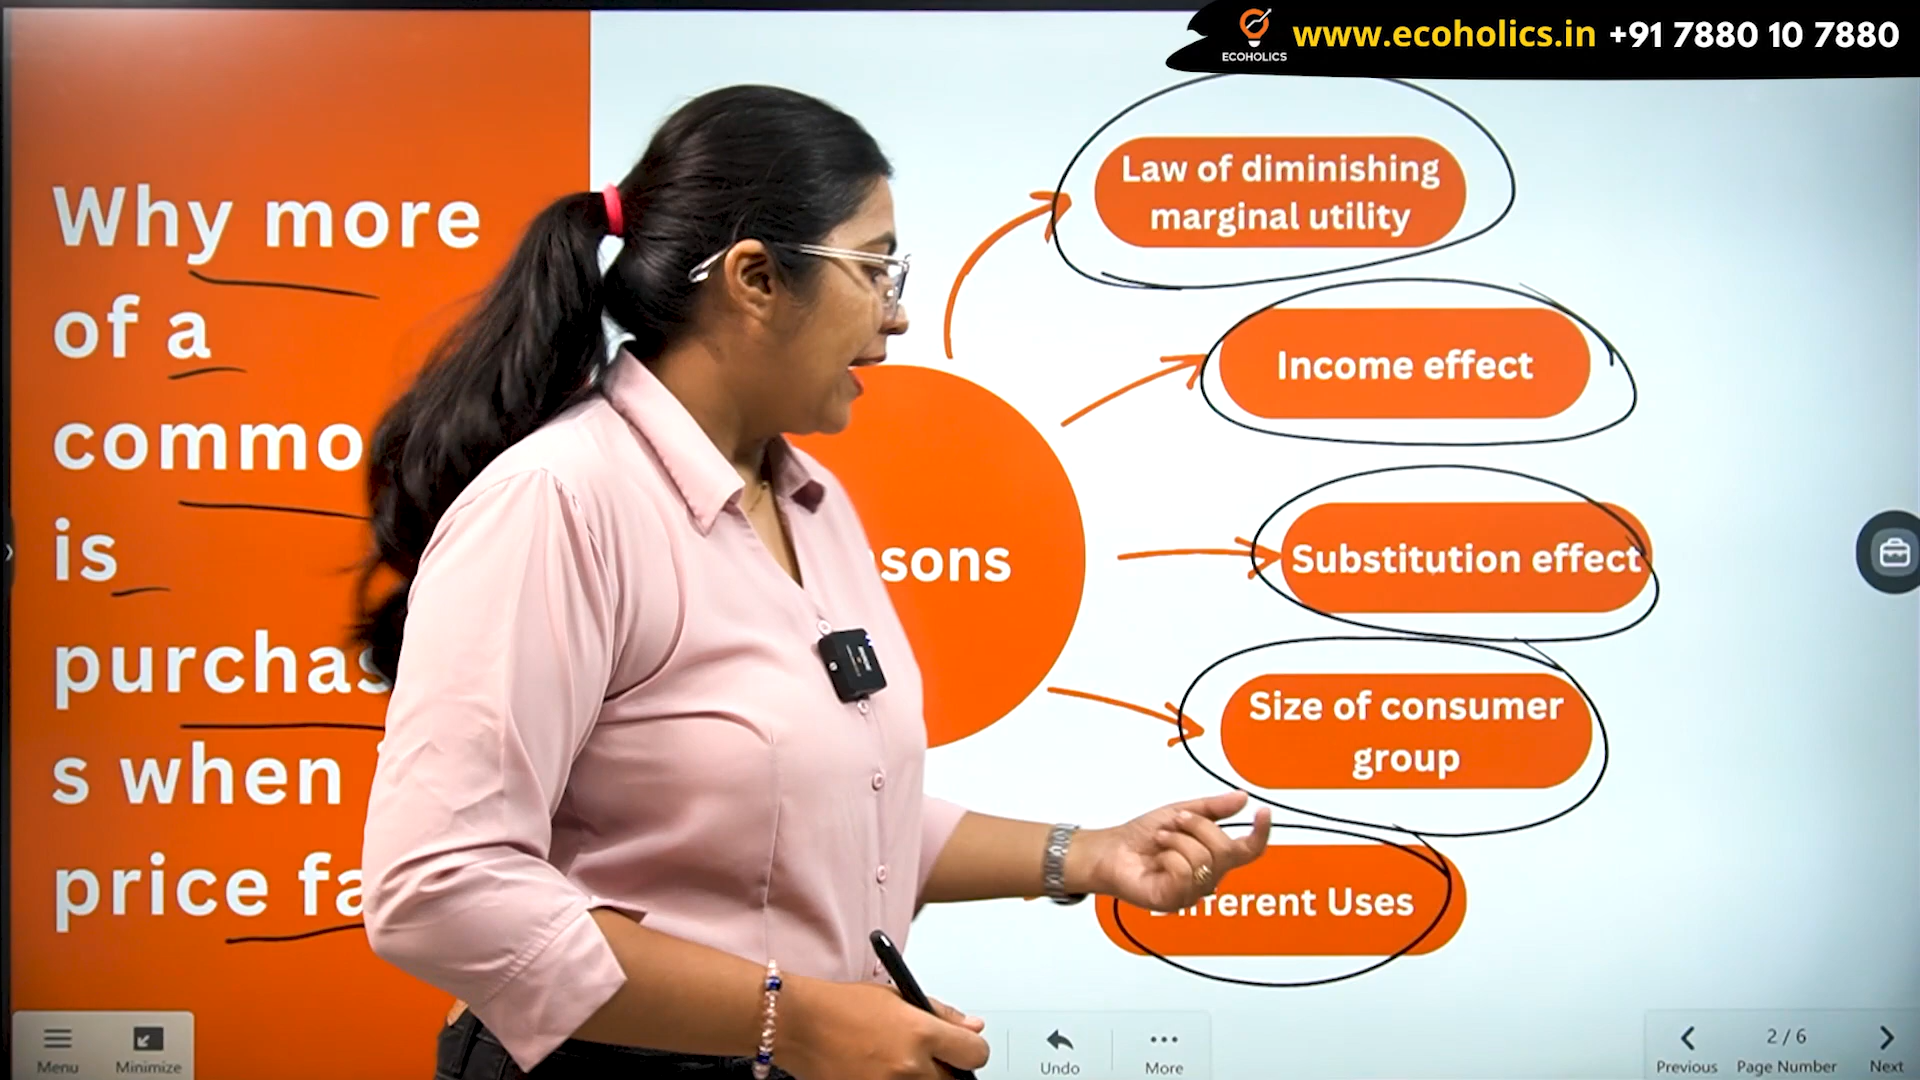 ECOHOLICS
www.ecoholics.in +91 7880 10 7880
Why more
of a
commo
is
purchas
s when
price fa
sons
Law of diminishing
marginal utility
Income effect
Substitution effect
Size of consumer
group
Different Uses
Menu
Minimize
Undo
More
Previous
2 / 6
Page Number
Next